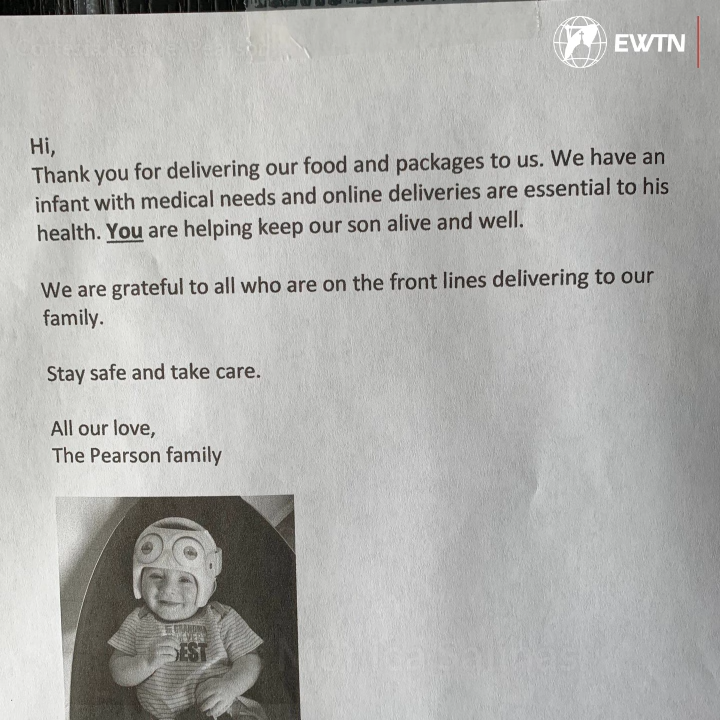 EWTN
Hi,
Thank you for delivering our food and packages to us. We have an
infant with medical needs and online deliveries are essential to his
health. You are helping keep our son alive and well.
We are grateful to all who are on the front lines delivering to our
family.
Stay safe and take care.
All our love,
The Pearson family
GRANDMA
EST